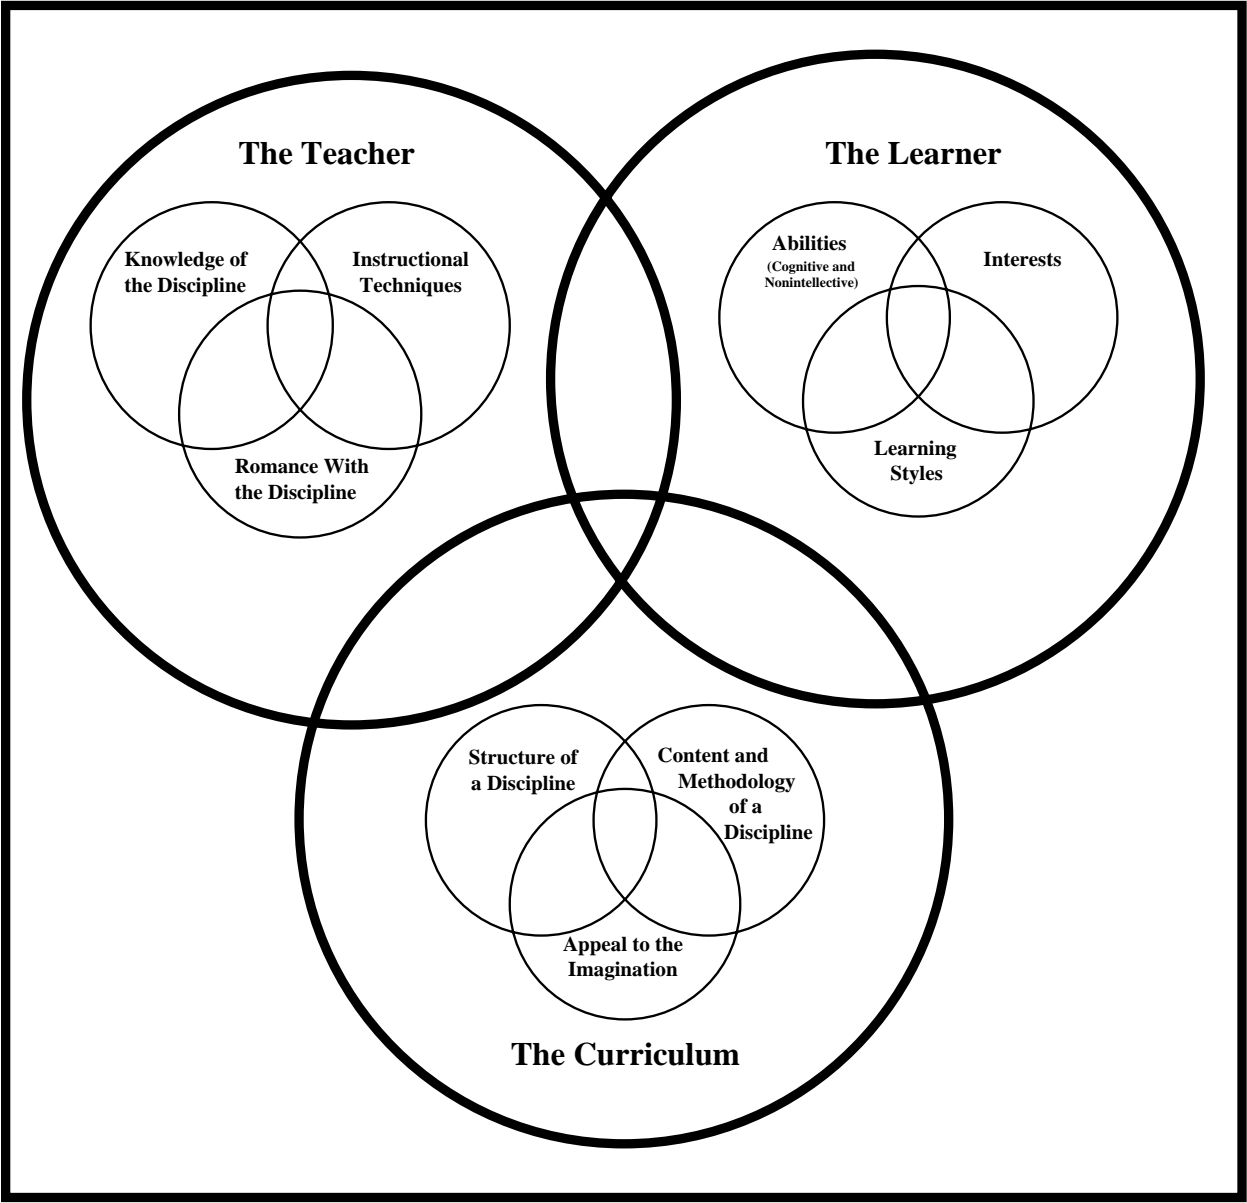 The Teacher
Knowledge of
the Discipline
Instructional
Techniques
Romance With
the Discipline
The Learner
Abilities
(Cognitive and
Nonintellective)
Interests
Learning
Styles
Structure of
a Discipline
Content and
Methodology
of a
Discipline
Appeal to the
Imagination
The Curriculum